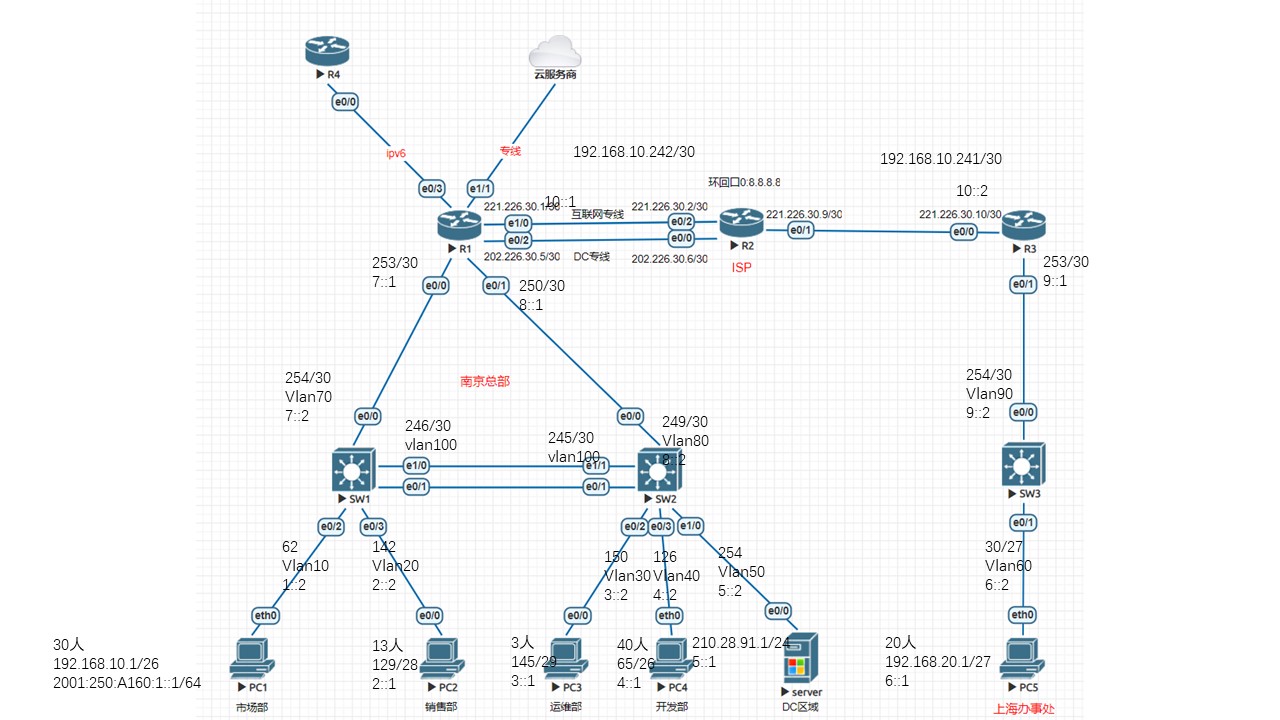 R4
云服务商
e0/0
ipv6
专线
192.168.10.242/30
192.168.10.241/30
环回口0:8.8.8.8
10::2
e0/3
e1/1
221.226.30.1/30
10::1
互联网专线
221.226.30.2/30
221.226.30.9/30
221.226.30.10/30
e1/0
e0/2
e0/1
e0/0
R1
e0/2
e0/0
R2
R3
202.226.30.5/30
DC专线
202.226.30.6/30
ISP
253/30
7::1
253/30
9::1
e0/0
e0/1
250/30
8::1
e0/1
254/30
Vlan70
7::2
南京总部
254/30
Vlan90
9::2
e0/0
e0/0
e0/0
246/30
vlan100
245/30
vlan100
249/30
Vlan80
8::2
e1/0
e1/1
e0/1
e0/1
SW1
SW2
SW3
e0/2
e0/3
e0/2
e0/3
e1/0
e0/1
62
Vlan10
1::2
142
Vlan20
2::2
150
Vlan30
3::2
126
Vlan40
4::2
254
Vlan50
5::2
30/27
Vlan60
6::2
eth0
e0/0
e0/0
eth0
e0/0
eth0
30人
192.168.10.1/26
2001:250:A160:1::1/64
13人
129/28
2::1
3人
145/29
3::1
40人
65/26
4::1
210.28.91.1/24
5::1
20人
192.168.20.1/27
6::1
PC1
PC2
PC3
PC4
server
PC5
市场部
销售部
运维部
开发部
DC区域
上海办事处